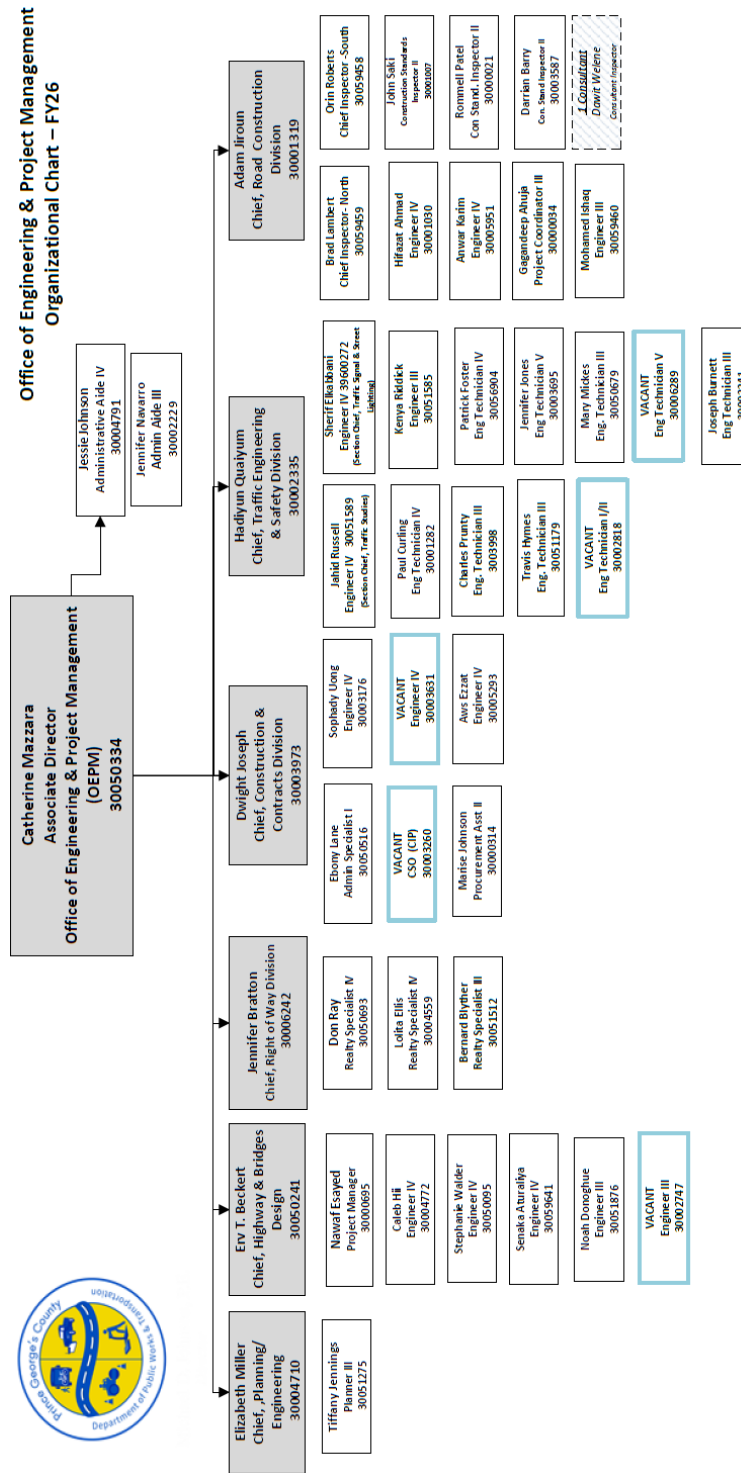 Office of Engineering & Project Management
Organizational Chart – FY26
Prince George's County
Department of Public Works & Transportation
Catherine Mazzara
Associate Director
Office of Engineering & Project Management
(OEPM)
30050334
Jessie Johnson
Administrative Aide IV
30004791
Jennifer Navarro
Admin Aide III
30002229
Elizabeth Miller
Chief, ,Planning/
Engineering
30004710
Tiffany Jennings
Planner III
30051275
Erv T. Beckert
Chief, Highway & Bridges
Design
30050241
Nawaf Esayed
Project Manager
30000695
Caleb Hii
Engineer IV
30004772
Stephanie Walder
Engineer IV
30050095
Senaka Aturaliya
Engineer IV
30059641
Noah Donoghue
Engineer III
30051876
VACANT
Engineer III
30002747
Jennifer Bratton
Chief, Right of Way Division
30006242
Don Ray
Realty Specialist IV
30050693
Lolita Ellis
Realty Specialist IV
30004559
Bernard Blyther
Realty Specialist III
30051512
Dwight Joseph
Chief, Construction &
Contracts Division
30003973
Ebony Lane
Admin Specialist I
30050516
VACANT
CSO (CIP)
30003260
Marise Johnson
Procurement Asst II
30000314
Sophady Uong
Engineer IV
30003176
VACANT
Engineer IV
30003631
Aws Ezzat
Engineer IV
30005293
Hadiyun Quaiyum
Chief, Traffic Engineering
& Safety Division
30002335
Jahid Russell
Engineer IV 30051589
(Section Chief, Traffic Studies)
Paul Curling
Eng Technician IV
30001282
Charles Prunty
Eng. Technician III
3003998
Travis Hymes
Eng. Technician III
30051179
VACANT
Eng Technician I/II
30002818
Sherif Elkabbani
Engineer IV 39600272
(Section Chief, Traffic Signal & Street
Lighting)
Kenya Riddick
Engineer III
30051585
Patrick Foster
Eng Technician IV
30056904
Jennifer Jones
Eng Technician V
30003695
Mary Mickes
Eng. Technician III
30050679
VACANT
Eng Technician V
30006289
Joseph Burnett
Eng Technician III
Adam Jiroun
Chief, Road Construction
Division
30001319
Brad Lambert
Chief Inspector- North
30059459
Hifazat Ahmad
Engineer IV
30001030
Anwar Karim
Engineer IV
30005951
Gagandeep Ahuja
Project Coordinator III
30000034
Mohamed Ishaq
Engineer III
30059460
Orin Roberts
Chief Inspector -South
30059458
John Saki
Construction Standards
Inspector II
30001007
Rommell Patel
Con Stand. Inspector II
30000021
Darrian Barry
Con. Stand Inspector II
30003587
1 Consultant
Dawit Welene
Consultant Inspector